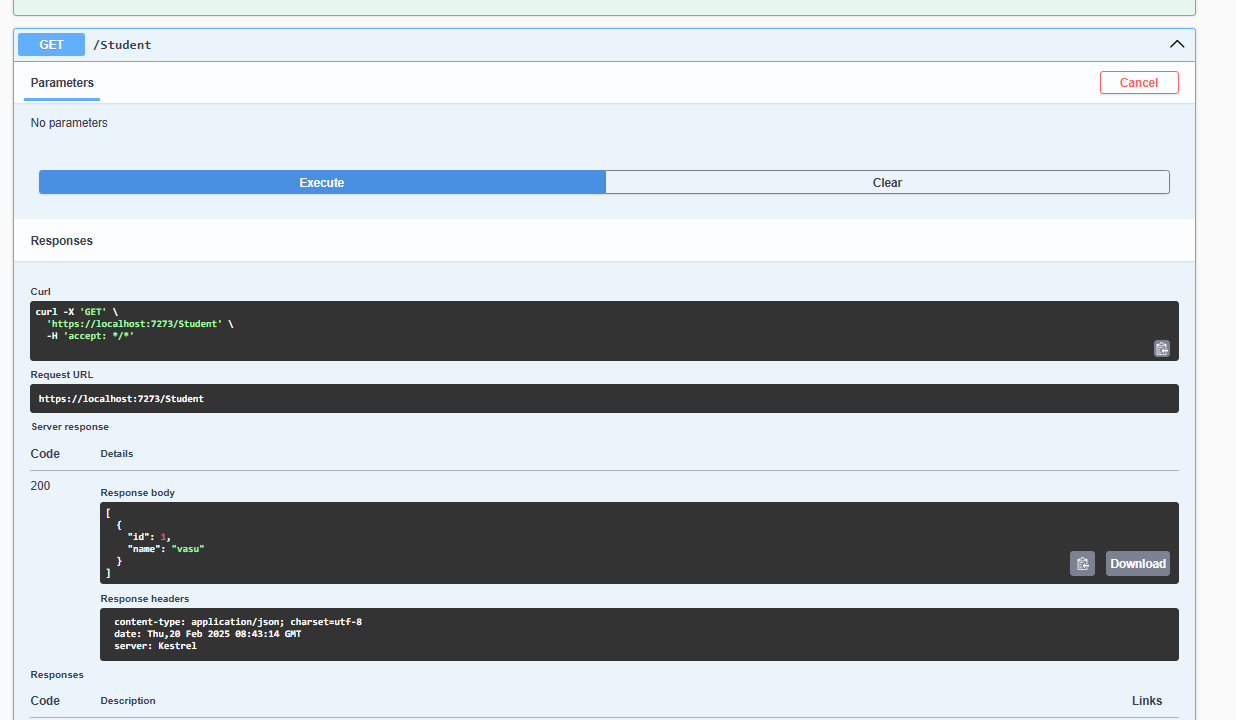 GET /Student
Parameters
Cancel
No parameters
Execute
Clear
Responses
Curl
curl -X 'GET' \
  'https://localhost:7273/Student' \
  -H 'accept: */*'
Request URL
https://localhost:7273/Student
Server response
Code Details
200
Response body
[
  {
    "id": 1,
    "name": "vasu"
  }
]
Download
Response headers
content-type: application/json; charset=utf-8
date: Thu,20 Feb 2025 08:43:14 GMT
server: Kestrel
Responses
Code Description Links